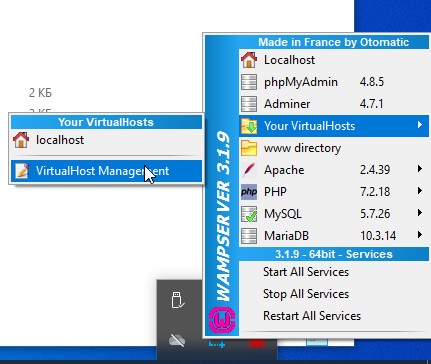 2 КБ
Made in France by Otomatic
Localhost
phpMyAdmin 4.8.5
Adminer 4.7.1
Your VirtualHosts
www directory
Apache 2.4.39
php PHP 7.2.18
MySQL 5.7.26
MariaDB 10.3.14
3.1.9 - 64bit - Services
Start All Services
Stop All Services
Restart All Services
WAMPSERVER 3.1.9
Your VirtualHosts
localhost
VirtualHost Management